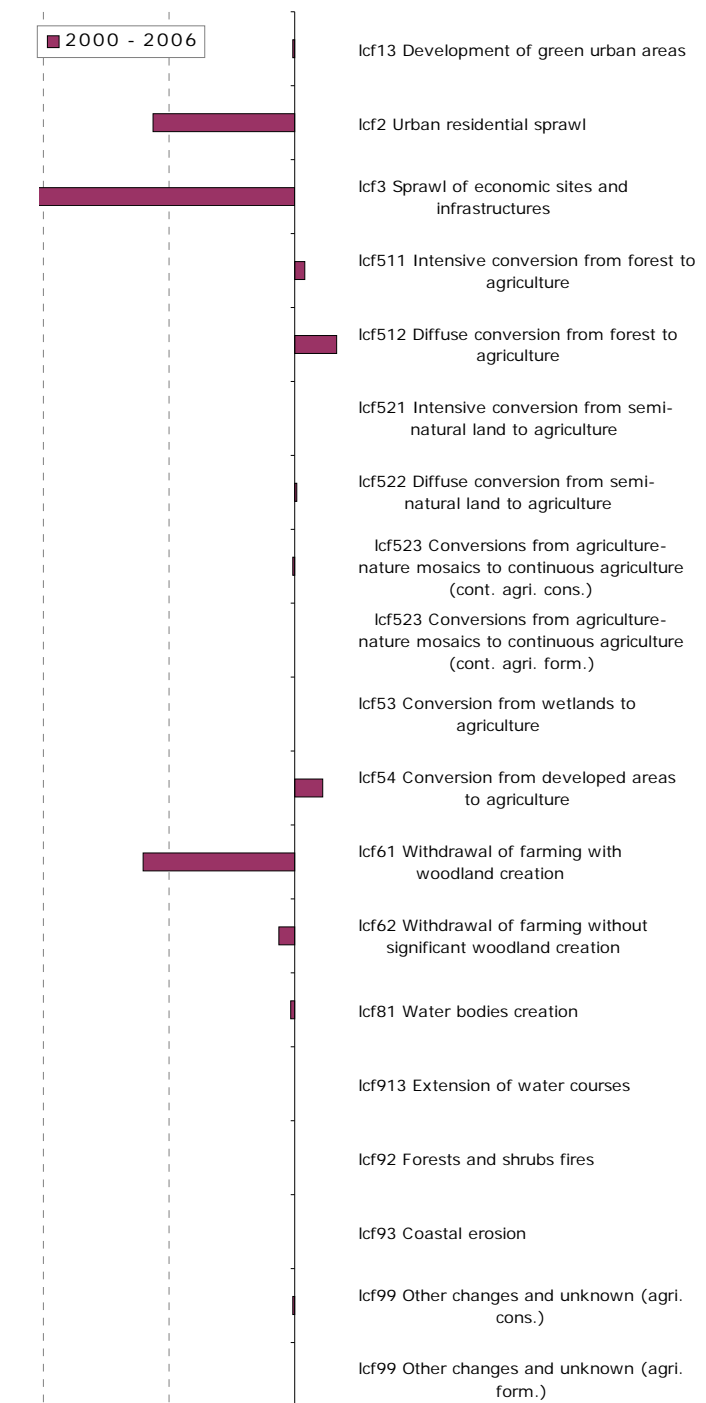 2000 - 2006
lcf13 Development of green urban areas
lcf2 Urban residential sprawl
lcf3 Sprawl of economic sites and
infrastructures
lcf511 Intensive conversion from forest to
agriculture
lcf512 Diffuse conversion from forest to
agriculture
lcf521 Intensive conversion from semi-
natural land to agriculture
lcf522 Diffuse conversion from semi-
natural land to agriculture
lcf523 Conversions from agriculture-
nature mosaics to continuous agriculture
(cont. agri. cons.)
lcf523 Conversions from agriculture-
nature mosaics to continuous agriculture
(cont. agri. form.)
lcf53 Conversion from wetlands to
agriculture
lcf54 Conversion from developed areas
to agriculture
lcf61 Withdrawal of farming with
woodland creation
lcf62 Withdrawal of farming without
significant woodland creation
lcf81 Water bodies creation
lcf913 Extension of water courses
lcf92 Forests and shrubs fires
lcf93 Coastal erosion
lcf99 Other changes and unknown (agri.
cons.)
lcf99 Other changes and unknown (agri.
form.)